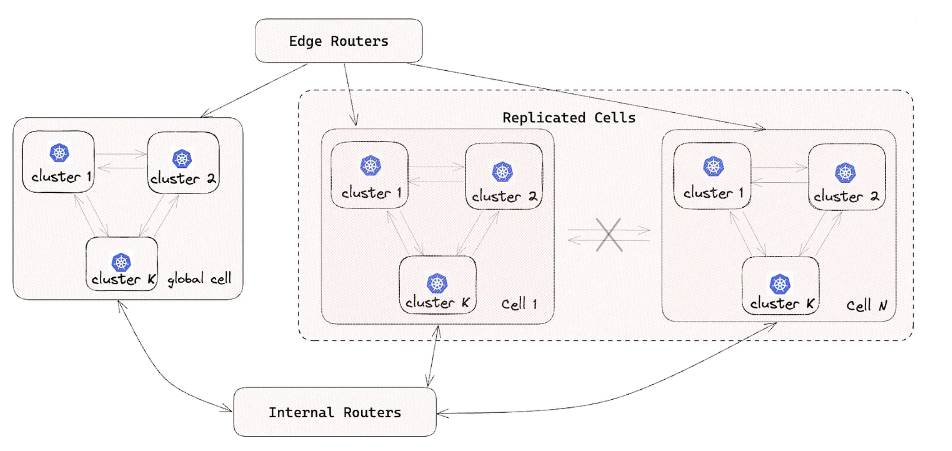 Edge Routers
Replicated Cells
cluster 1
cluster 2
cluster K
global cell
cluster 1
cluster 2
cluster K
Cell 1
cluster 1
cluster 2
cluster K
Cell N
Internal Routers